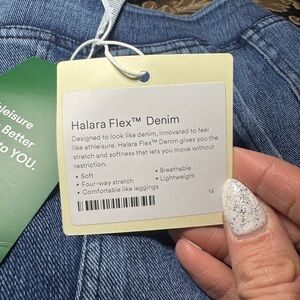 Halara Flex™ Denim
Designed to look like denim, innovated to feel
like athleisure. Halara Flex™ Denim gives you the
stretch and softness that lets you move without
restriction.
• Soft
• Breathable
• Four-way stretch
• Lightweight
• Comfortable like leggings
14
Better
to YOU.